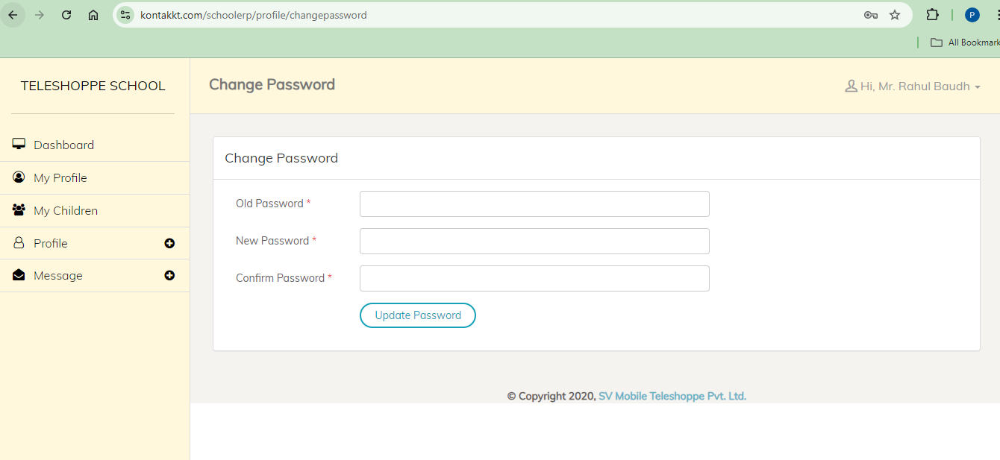 kontakkt.com/schoolerp/profile/changepassword
P
All Bookmark
TELESHOPPE SCHOOL
Change Password
Hi, Mr. Rahul Baudh
Dashboard
My Profile
My Children
Profile
Message
Change Password
Old Password *
New Password *
Confirm Password *
Update Password
© Copyright 2020, SV Mobile Teleshoppe Pvt. Ltd.